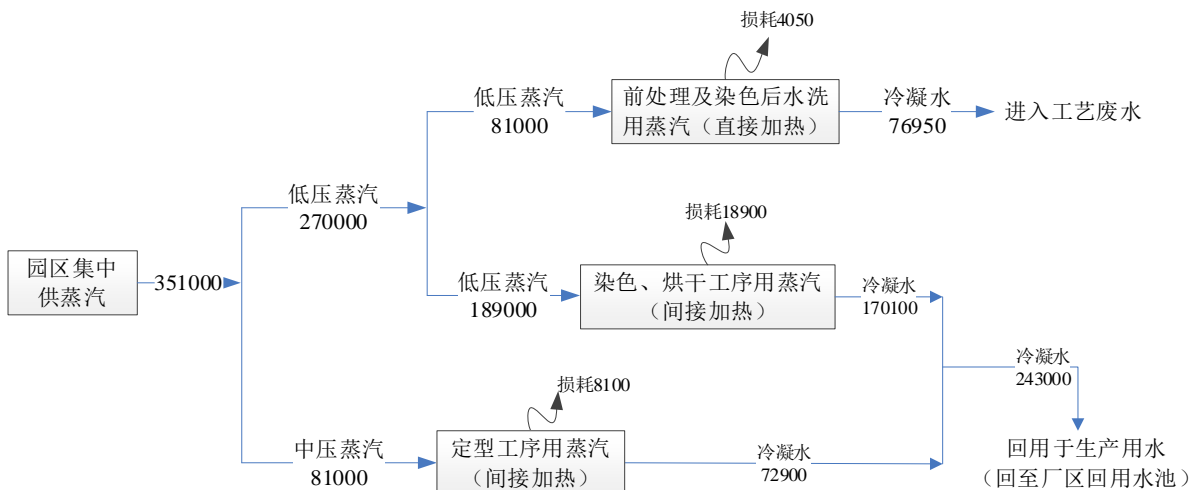 损耗4050
低压蒸汽
81000
前处理及染色后水洗
用蒸汽（直接加热）
冷凝水
76950
进入工艺废水
低压蒸汽
270000
损耗18900
园区集中
供蒸汽
351000
低压蒸汽
189000
染色、烘干工序用蒸汽
（间接加热）
冷凝水
170100
冷凝水
243000
损耗8100
中压蒸汽
81000
定型工序用蒸汽
（间接加热）
冷凝水
72900
回用于生产用水
（回至厂区回用水池）